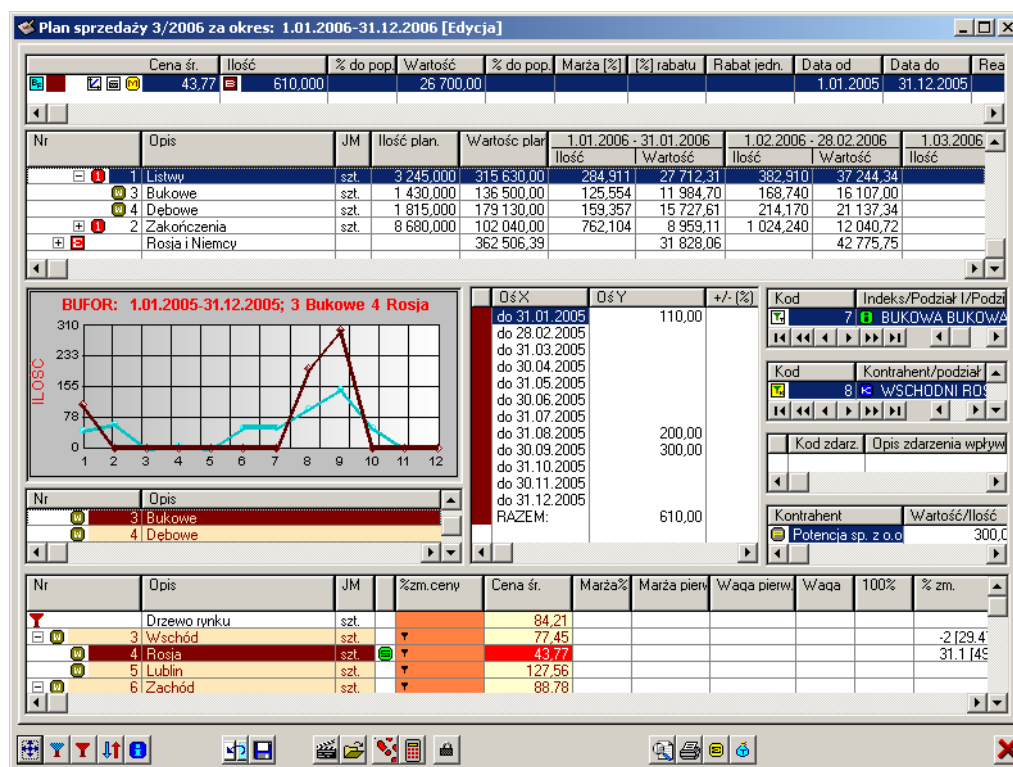 Plan sprzedaży 3/2006 za okres: 1.01.2006-31.12.2006 [Edycja]
Cena śr. Ilość % do pop. Wartość % do pop. Marża [%] [%] rabatu Rabat jedn. Data od Data do Rea
43,77 610,000 26 700,00 1.01.2005 31.12.2005
Nr Opis JM Ilość plan. Wartośc plan 1.01.2006 - 31.01.2006 1.02.2006 - 28.02.2006 1.03.2006
Ilość Wartość Ilość Wartość Ilość
1 1 Listwy szt. 3 245,000 315 630,00 284,911 27 712,31 382,910 37 244,34
W 3 Bukowe szt. 1 430,000 136 500,00 125,554 11 984,70 168,740 16 107,00
W 4 Dębowe szt. 1 815,000 179 130,00 159,357 15 727,61 214,170 21 137,34
1 2 Zakończenia szt. 8 680,000 102 040,00 762,104 8 959,11 1 024,240 12 040,72
Rosja i Niemcy 362 506,39 31 828,06 42 775,75
BUFOR: 1.01.2005-31.12.2005; 3 Bukowe 4 Rosja
ILOŚĆ
310
233
155
78
0
1 2 3 4 5 6 7 8 9 10 11 12
OśX OśY +/- (%)
do 31.01.2005 110,00
do 28.02.2005
do 31.03.2005
do 30.04.2005
do 31.05.2005
do 30.06.2005
do 31.07.2005
do 31.08.2005 200,00
do 30.09.2005 300,00
do 31.10.2005
do 30.11.2005
do 31.12.2005
RAZEM: 610,00
Kod Indeks/Podział I/Podzi
7 BUKOWA BUKOWA
Kod Kontrahent/podział
8 WSCHODNI ROS
Kod zdarz. Opis zdarzenia wpływ
Kontrahent Wartość/Ilość
Potencja sp. z o.o 300,0
Nr Opis
W 3 Bukowe
W 4 Dębowe
Nr Opis JM %zm.ceny Cena śr. Marża% Marża pierw Waga pierw. Waga 100% % zm.
Drzewo rynku szt. 84,21
W 3 Wschód szt. 77,45 -2 [29.4
W 4 Rosja szt. 43,77 31.1 [49
W 5 Lublin szt. 127,56
W 6 Zachód szt. 88,78